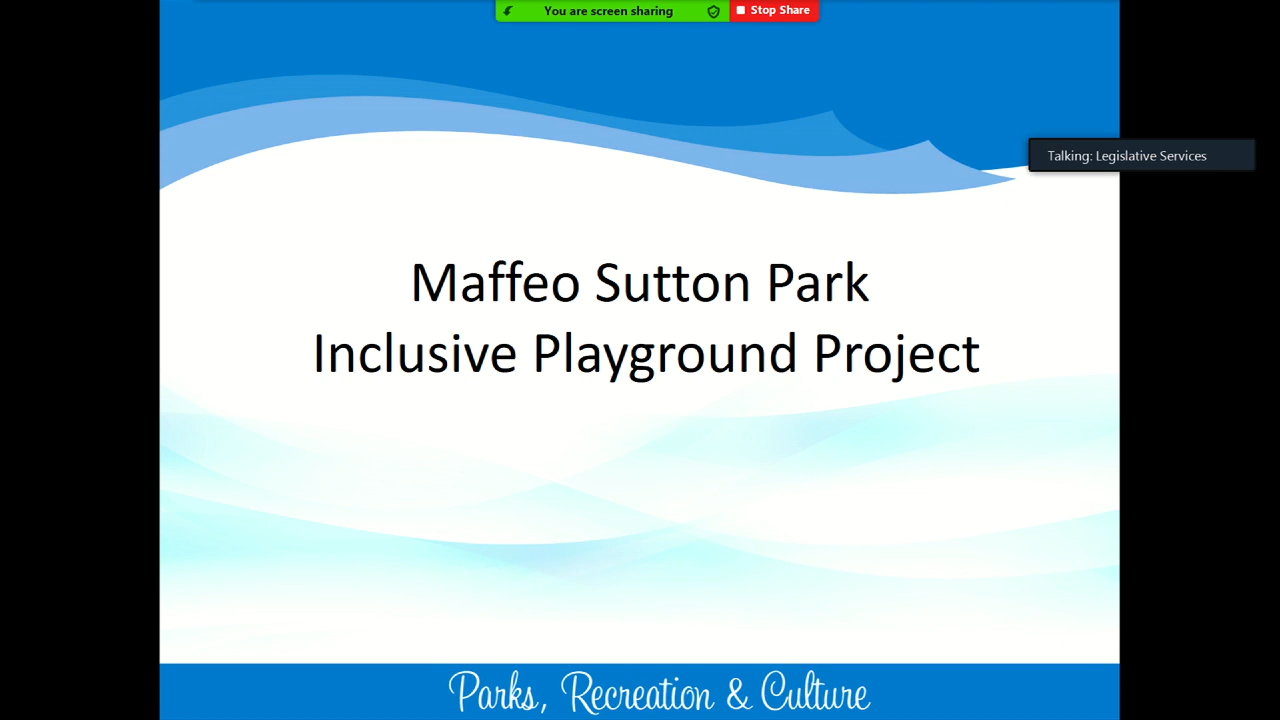 You are screen sharing
Stop Share
Talking: Legislative Services
Maffeo Sutton Park
Inclusive Playground Project
Parks, Recreation & Culture